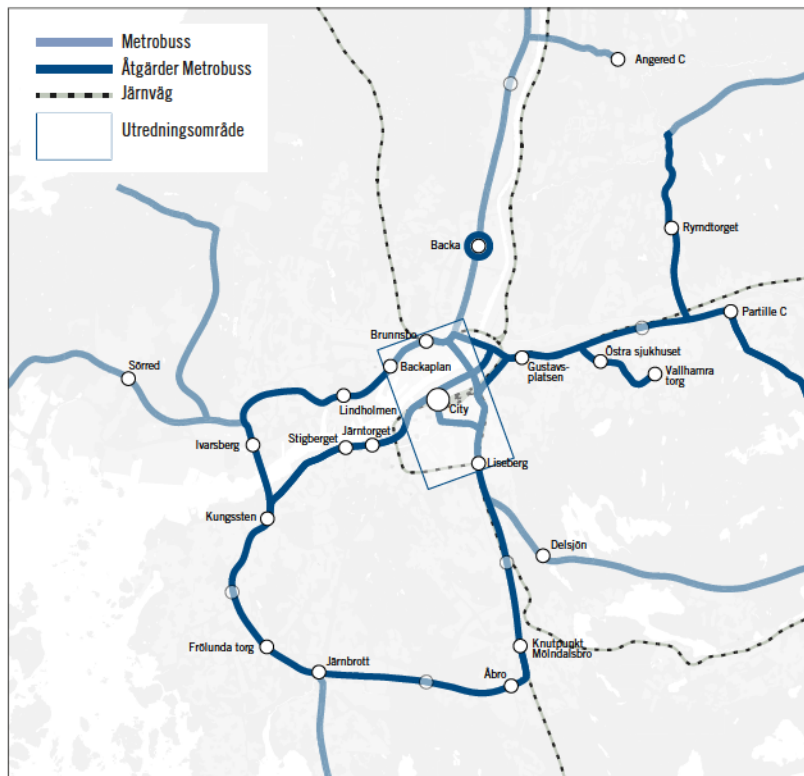 Metrobuss
Åtgärder Metrobuss
Järnväg
Utredningsområde
Angered C
Rymdtorget
Backa
Partille C
Brunnsbo
Backaplan
Gustavs-
platsen
Östra sjukhuset
Vallhamra
torg
Sörred
Lindholmen
City
Stigberget
Järntorget
Ivarsberg
Liseberg
Kungssten
Delsjön
Frölunda torg
Järnbrott
Knutpunkt
Mölndalsbro
Åbro